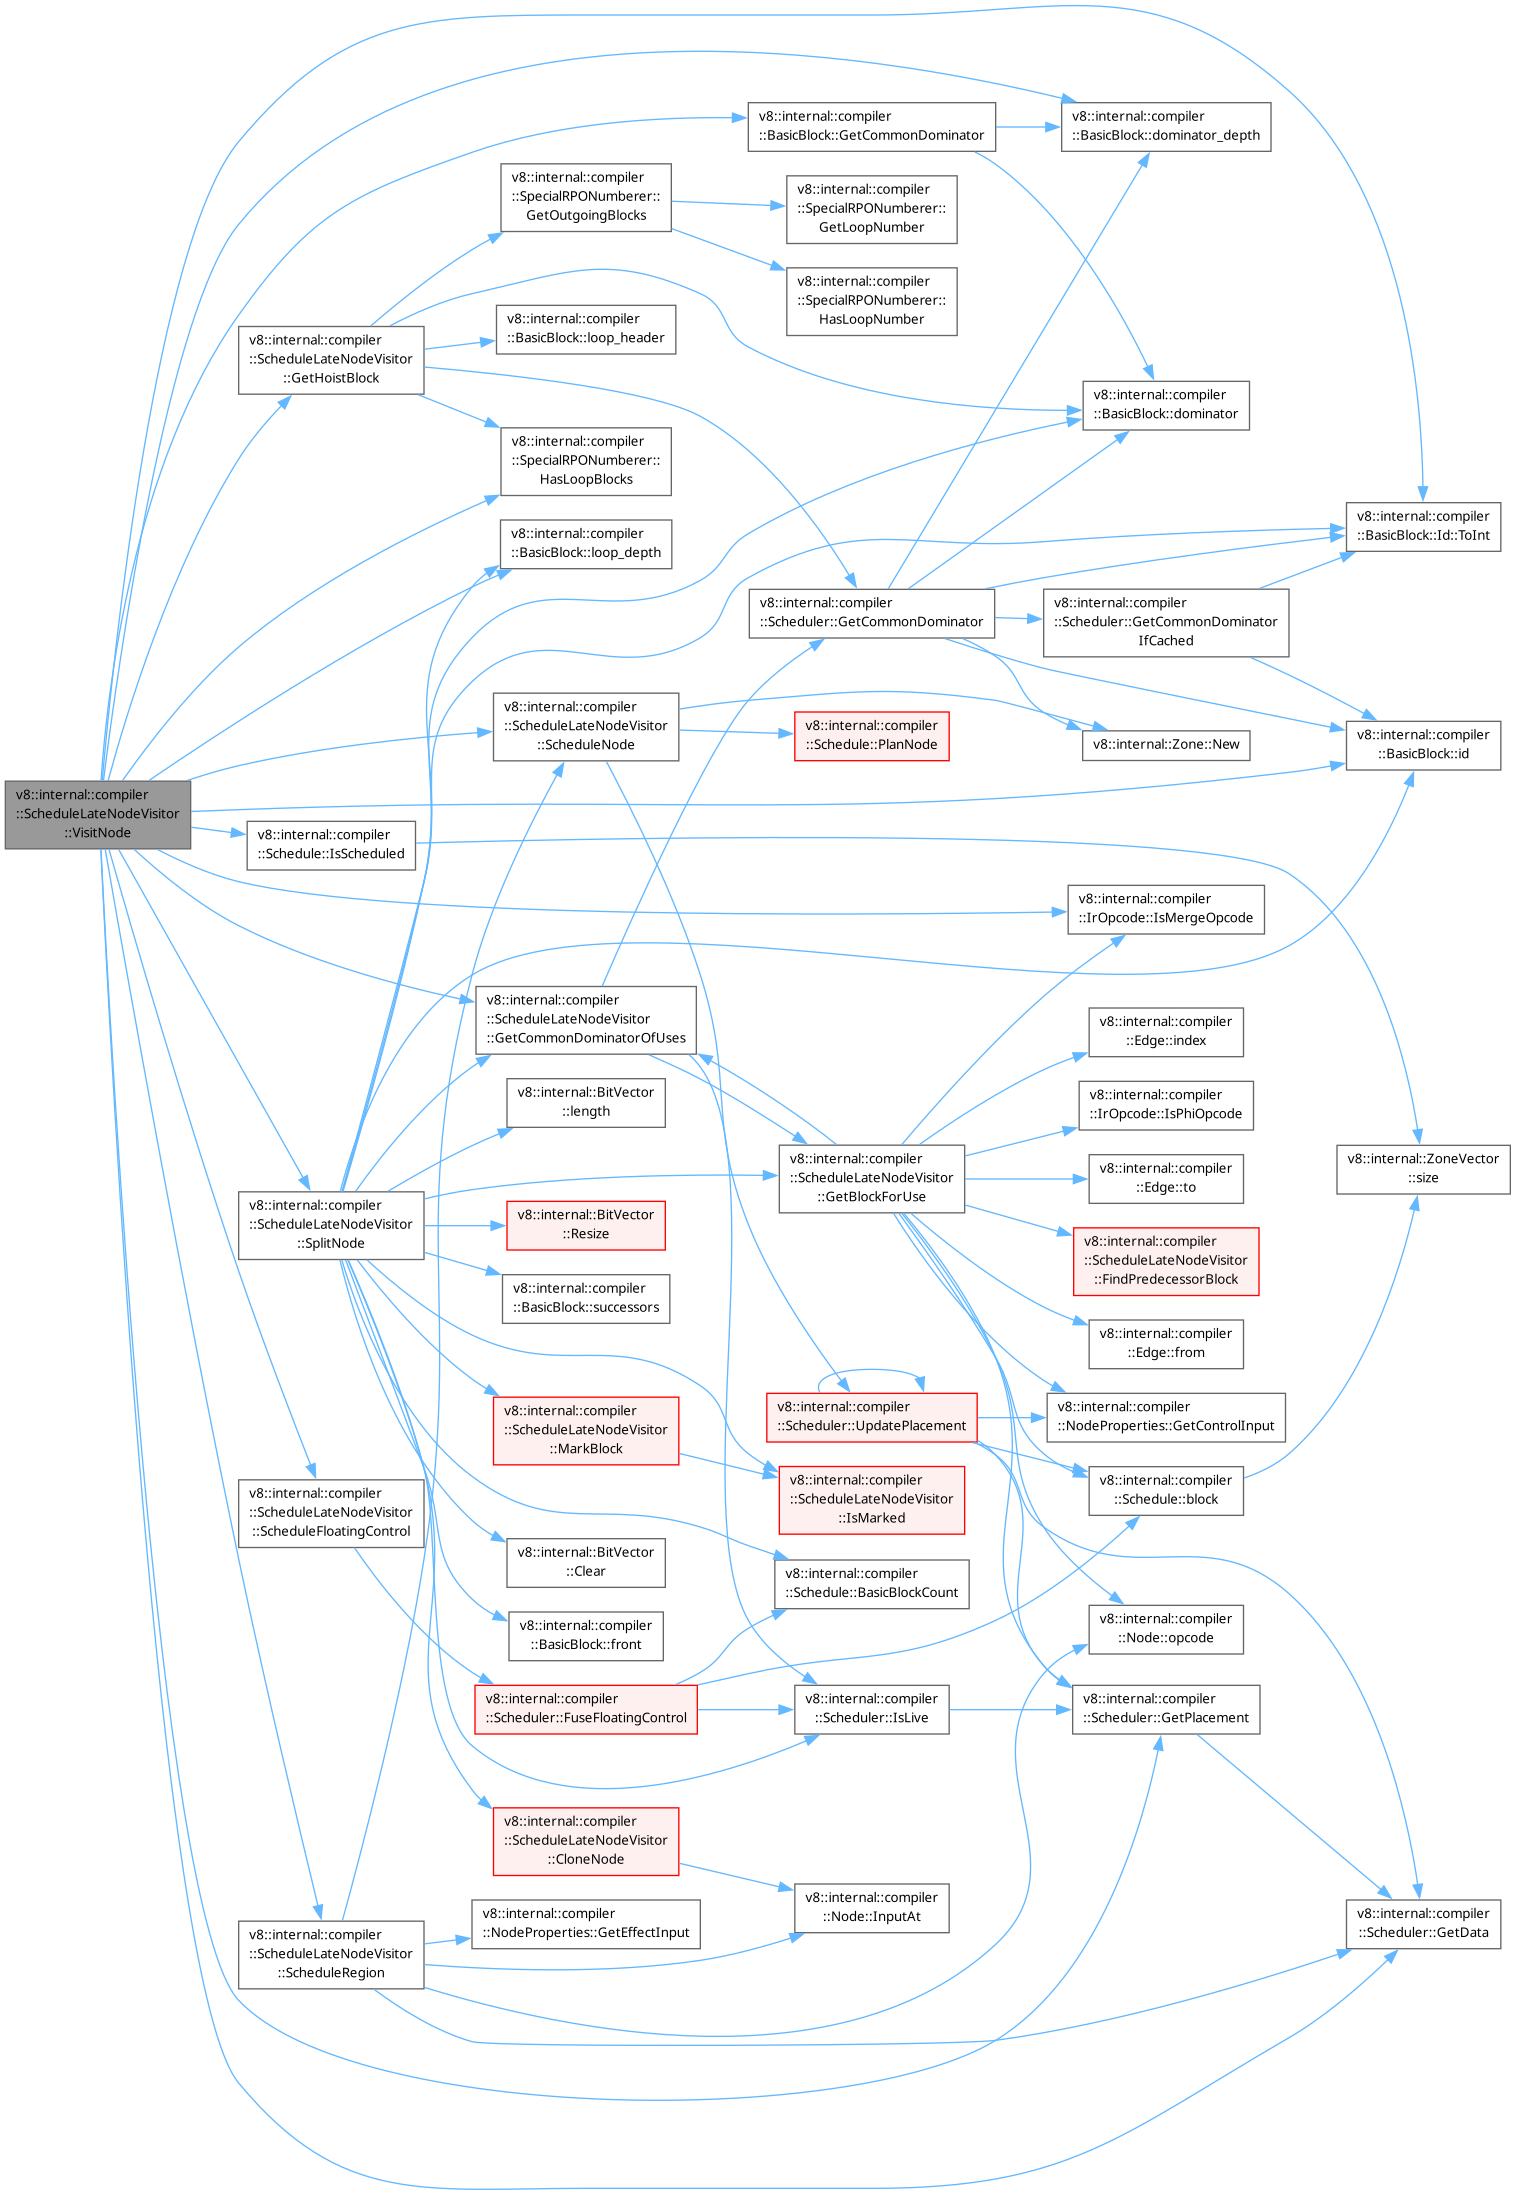 v8::internal::compiler
::ScheduleLateNodeVisitor
::VisitNode
v8::internal::compiler
::BasicBlock::GetCommonDominator
v8::internal::compiler
::BasicBlock::dominator_depth
v8::internal::compiler
::SpecialRPONumberer::
GetOutgoingBlocks
v8::internal::compiler
::SpecialRPONumberer::
GetLoopNumber
v8::internal::compiler
::SpecialRPONumberer::
HasLoopNumber
v8::internal::compiler
::ScheduleLateNodeVisitor
::GetHoistBlock
v8::internal::compiler
::BasicBlock::loop_header
v8::internal::compiler
::BasicBlock::dominator
v8::internal::compiler
::SpecialRPONumberer::
HasLoopBlocks
v8::internal::compiler
::BasicBlock::loop_depth
v8::internal::compiler
::BasicBlock::Id::ToInt
v8::internal::compiler
::Scheduler::GetCommonDominator
v8::internal::compiler
::Scheduler::GetCommonDominator
IfCached
v8::internal::compiler
::ScheduleLateNodeVisitor
::ScheduleNode
v8::internal::compiler
::Schedule::PlanNode
v8::internal::Zone::New
v8::internal::compiler
::BasicBlock::id
v8::internal::compiler
::Schedule::IsScheduled
v8::internal::compiler
::IrOpcode::IsMergeOpcode
v8::internal::compiler
::ScheduleLateNodeVisitor
::GetCommonDominatorOfUses
v8::internal::compiler
::Edge::index
v8::internal::BitVector
::length
v8::internal::compiler
::IrOpcode::IsPhiOpcode
v8::internal::compiler
::ScheduleLateNodeVisitor
::GetBlockForUse
v8::internal::compiler
::Edge::to
v8::internal::ZoneVector
::size
v8::internal::compiler
::ScheduleLateNodeVisitor
::SplitNode
v8::internal::BitVector
::Resize
v8::internal::compiler
::ScheduleLateNodeVisitor
::FindPredecessorBlock
v8::internal::compiler
::BasicBlock::successors
v8::internal::compiler
::Edge::from
v8::internal::compiler
::ScheduleLateNodeVisitor
::MarkBlock
v8::internal::compiler
::Scheduler::UpdatePlacement
v8::internal::compiler
::NodeProperties::GetControlInput
v8::internal::compiler
::ScheduleLateNodeVisitor
::IsMarked
v8::internal::compiler
::Schedule::block
v8::internal::compiler
::ScheduleLateNodeVisitor
::ScheduleFloatingControl
v8::internal::BitVector
::Clear
v8::internal::compiler
::Schedule::BasicBlockCount
v8::internal::compiler
::BasicBlock::front
v8::internal::compiler
::Node::opcode
v8::internal::compiler
::Scheduler::FuseFloatingControl
v8::internal::compiler
::Scheduler::IsLive
v8::internal::compiler
::Scheduler::GetPlacement
v8::internal::compiler
::ScheduleLateNodeVisitor
::CloneNode
v8::internal::compiler
::Node::InputAt
v8::internal::compiler
::ScheduleLateNodeVisitor
::ScheduleRegion
v8::internal::compiler
::NodeProperties::GetEffectInput
v8::internal::compiler
::Scheduler::GetData